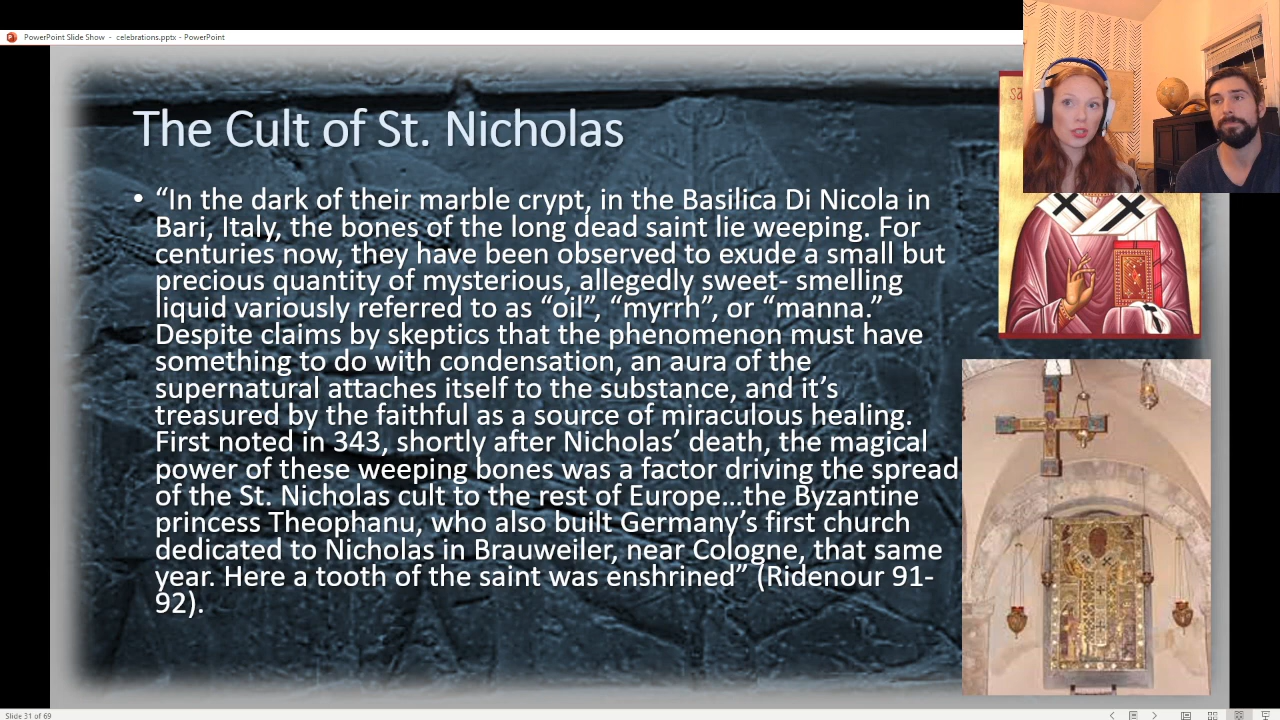 PowerPoint Slide Show - celebrations.pptx - PowerPoint
The Cult of St. Nicholas
• “In the dark of their marble crypt, in the Basilica Di Nicola in
Bari, Italy, the bones of the long dead saint lie weeping. For
centuries now, they have been observed to exude a small but
precious quantity of mysterious, allegedly sweet- smelling
liquid variously referred to as “oil”, “myrrh”, or “manna.”
Despite claims by skeptics that the phenomenon must have
something to do with condensation, an aura of the
supernatural attaches itself to the substance, and it’s
treasured by the faithful as a source of miraculous healing.
First noted in 343, shortly after Nicholas’ death, the magical
power of these weeping bones was a factor driving the spread
of the St. Nicholas cult to the rest of Europe…the Byzantine
princess Theophanu, who also built Germany’s first church
dedicated to Nicholas in Brauweiler, near Cologne, that same
year. Here a tooth of the saint was enshrined” (Ridenour 91-
92).
Slide 31 of 69